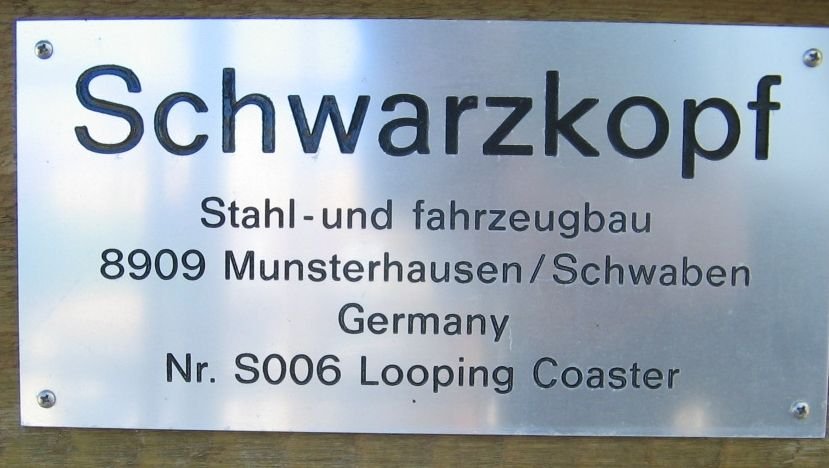 Schwarzkopf
Stahl-und fahrzeugbau
8909 Munsterhausen/Schwaben
Germany
Nr. S006 Looping Coaster